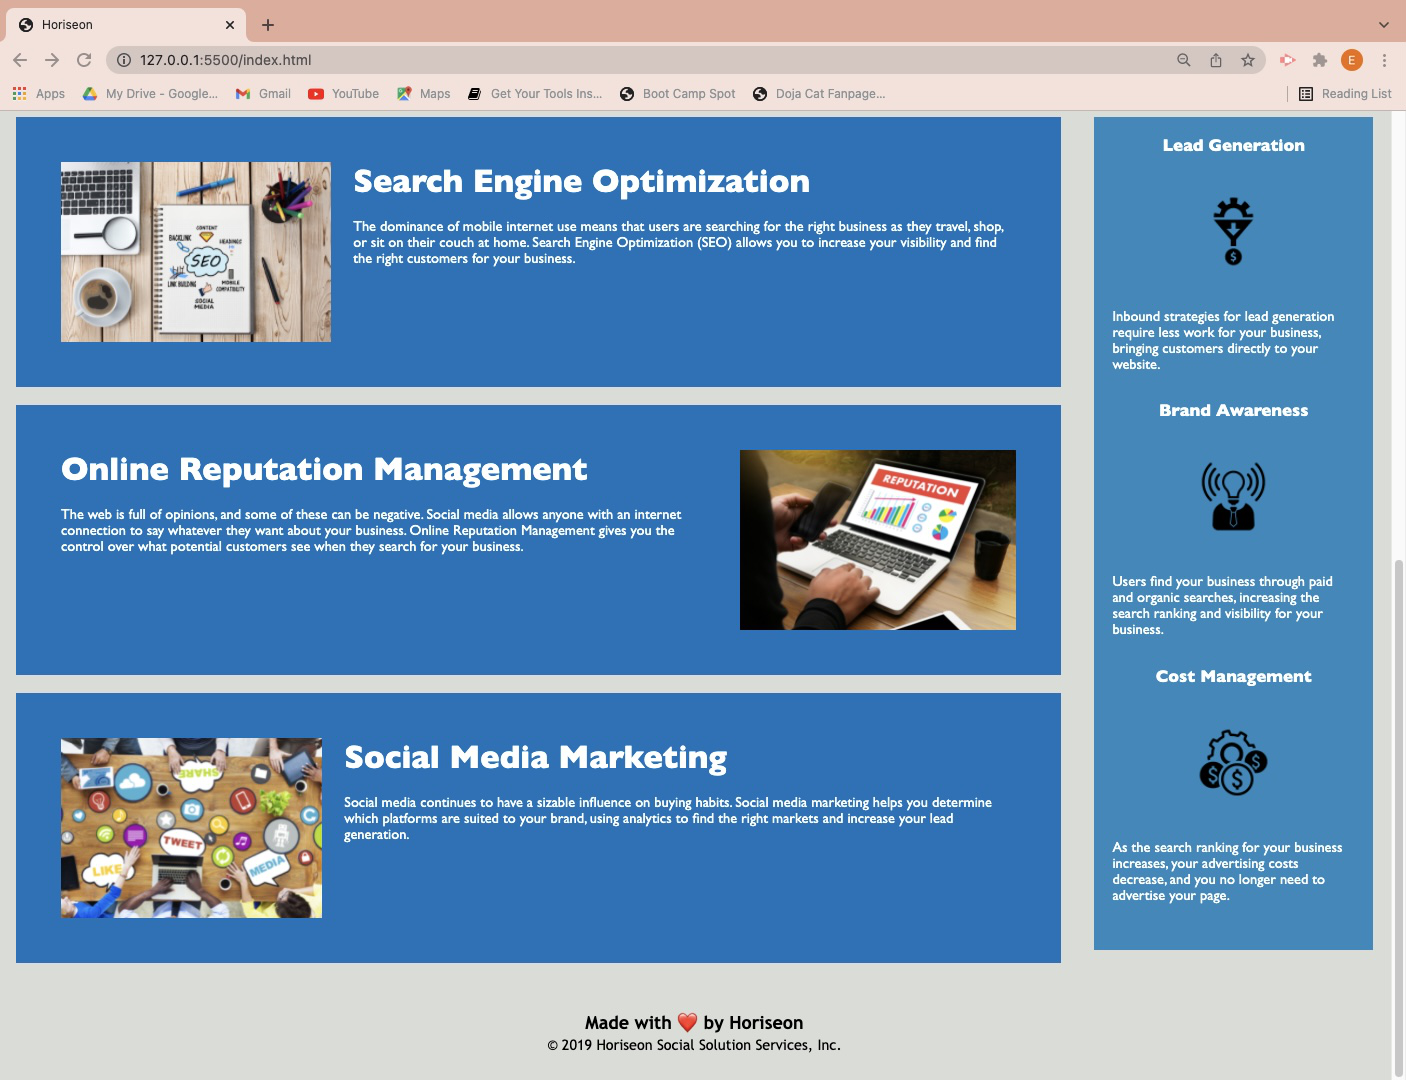 Horiseon
127.0.0.1:5500/index.html
E
Apps
My Drive - Google...
Gmail
YouTube
Maps
Get Your Tools Ins...
Boot Camp Spot
Doja Cat Fanpage...
Reading List
Search Engine Optimization
The dominance of mobile internet use means that users are searching for the right business as they travel, shop,
or sit on their couch at home. Search Engine Optimization (SEO) allows you to increase your visibility and find
the right customers for your business.
CONTENT
BACKLINK
HEADINGS
SEO
LINK BUILDING
MOBILE
COMPATIBILITY
SOCIAL
MEDIA
Online Reputation Management
The web is full of opinions, and some of these can be negative. Social media allows anyone with an internet
connection to say whatever they want about your business. Online Reputation Management gives you the
control over what potential customers see when they search for your business.
REPUTATION
Social Media Marketing
Social media continues to have a sizable influence on buying habits. Social media marketing helps you determine
which platforms are suited to your brand, using analytics to find the right markets and increase your lead
generation.
SHARE
TWEET
LIKE
MEDIA
Lead Generation
$
Inbound strategies for lead generation
require less work for your business,
bringing customers directly to your
website.
Brand Awareness
Users find your business through paid
and organic searches, increasing the
search ranking and visibility for your
business.
Cost Management
$ $ $
As the search ranking for your business
increases, your advertising costs
decrease, and you no longer need to
advertise your page.
Made with ❤️ by Horiseon
© 2019 Horiseon Social Solution Services, Inc.